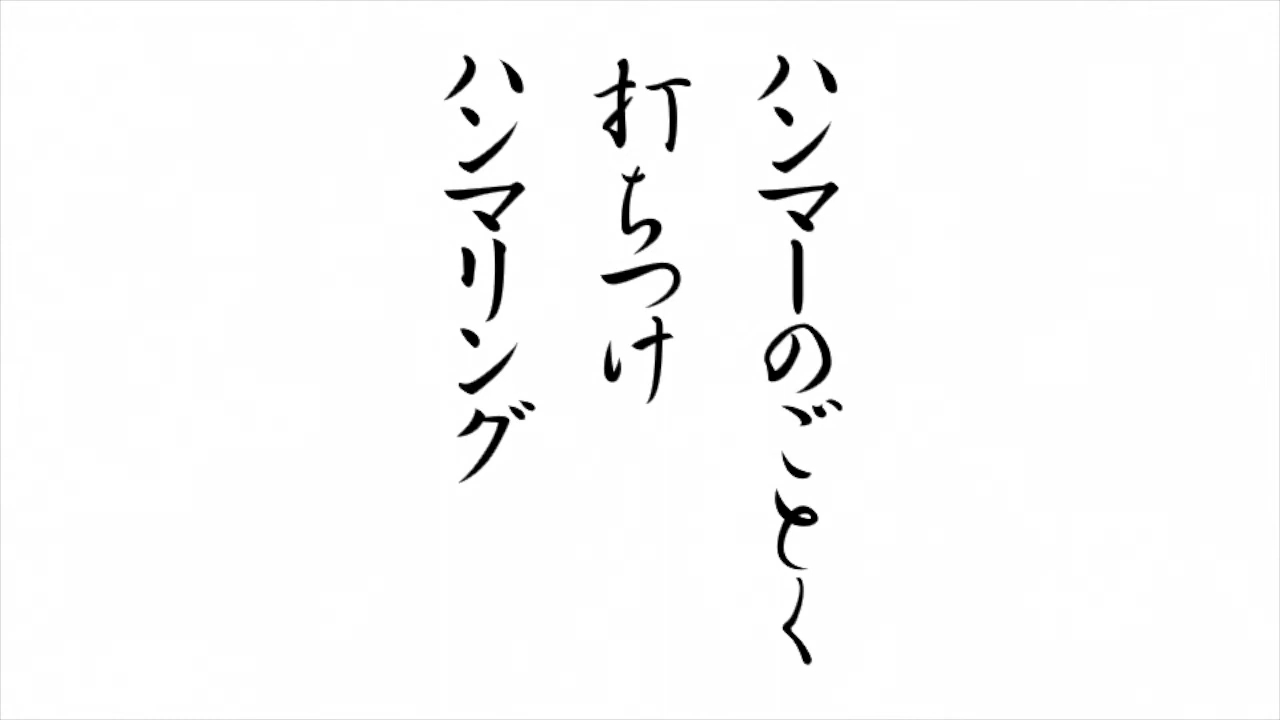 ハンマーのごとく
打ちつけ
ハンマリング